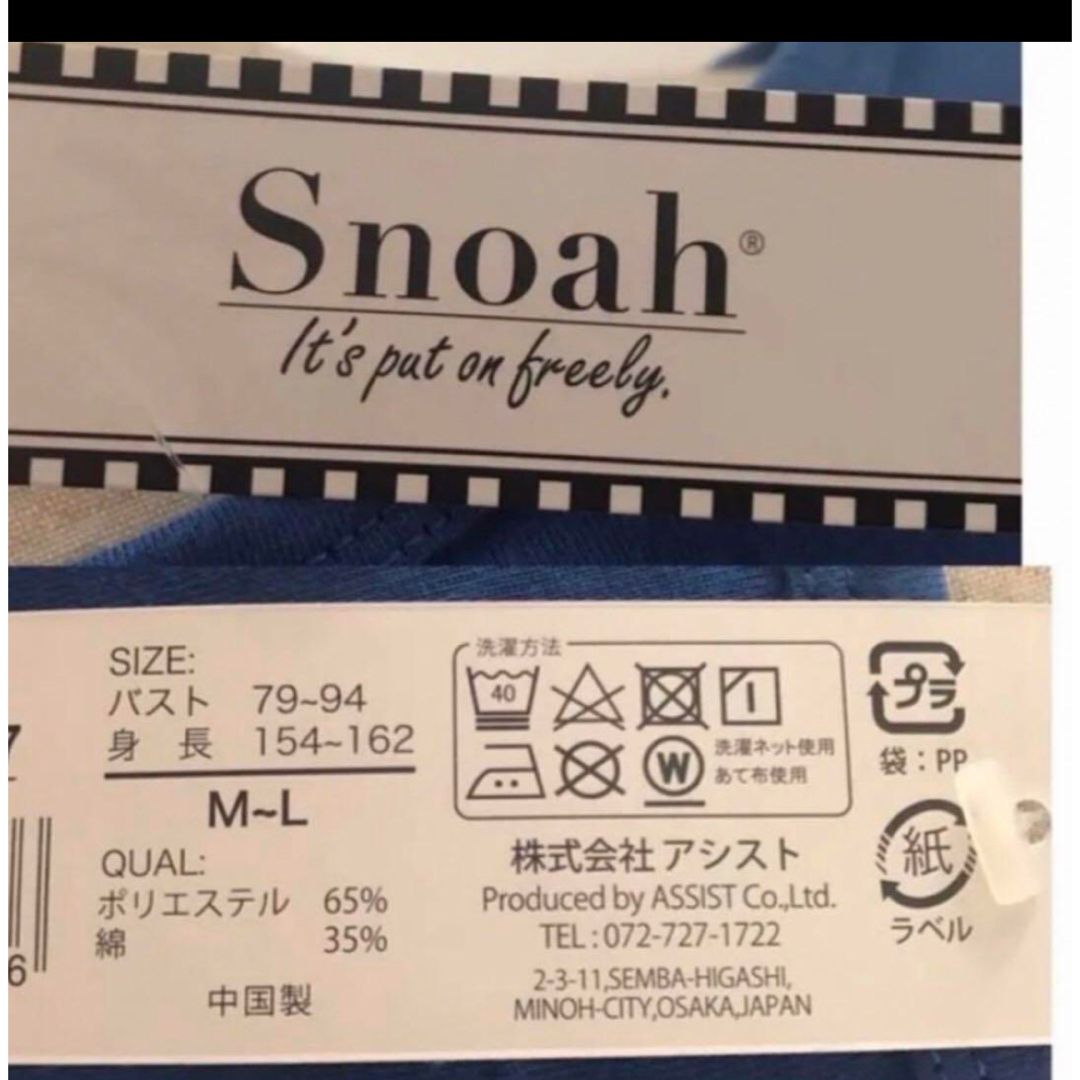 Snoah®
It's put on freely.
7
6
SIZE:
バスト 79~94
身 長 154~162
M~L
QUAL:
ポリエステル 65%
綿 35%
中国製
洗濯方法
40
W
洗濯ネット使用
あて布使用
株式会社アシスト
Produced by ASSIST Co.,Ltd.
TEL:072-727-1722
2-3-11,SEMBA-HIGASHI,
MINOH-CITY,OSAKA,JAPAN
プラ
袋:PP
紙
ラベル